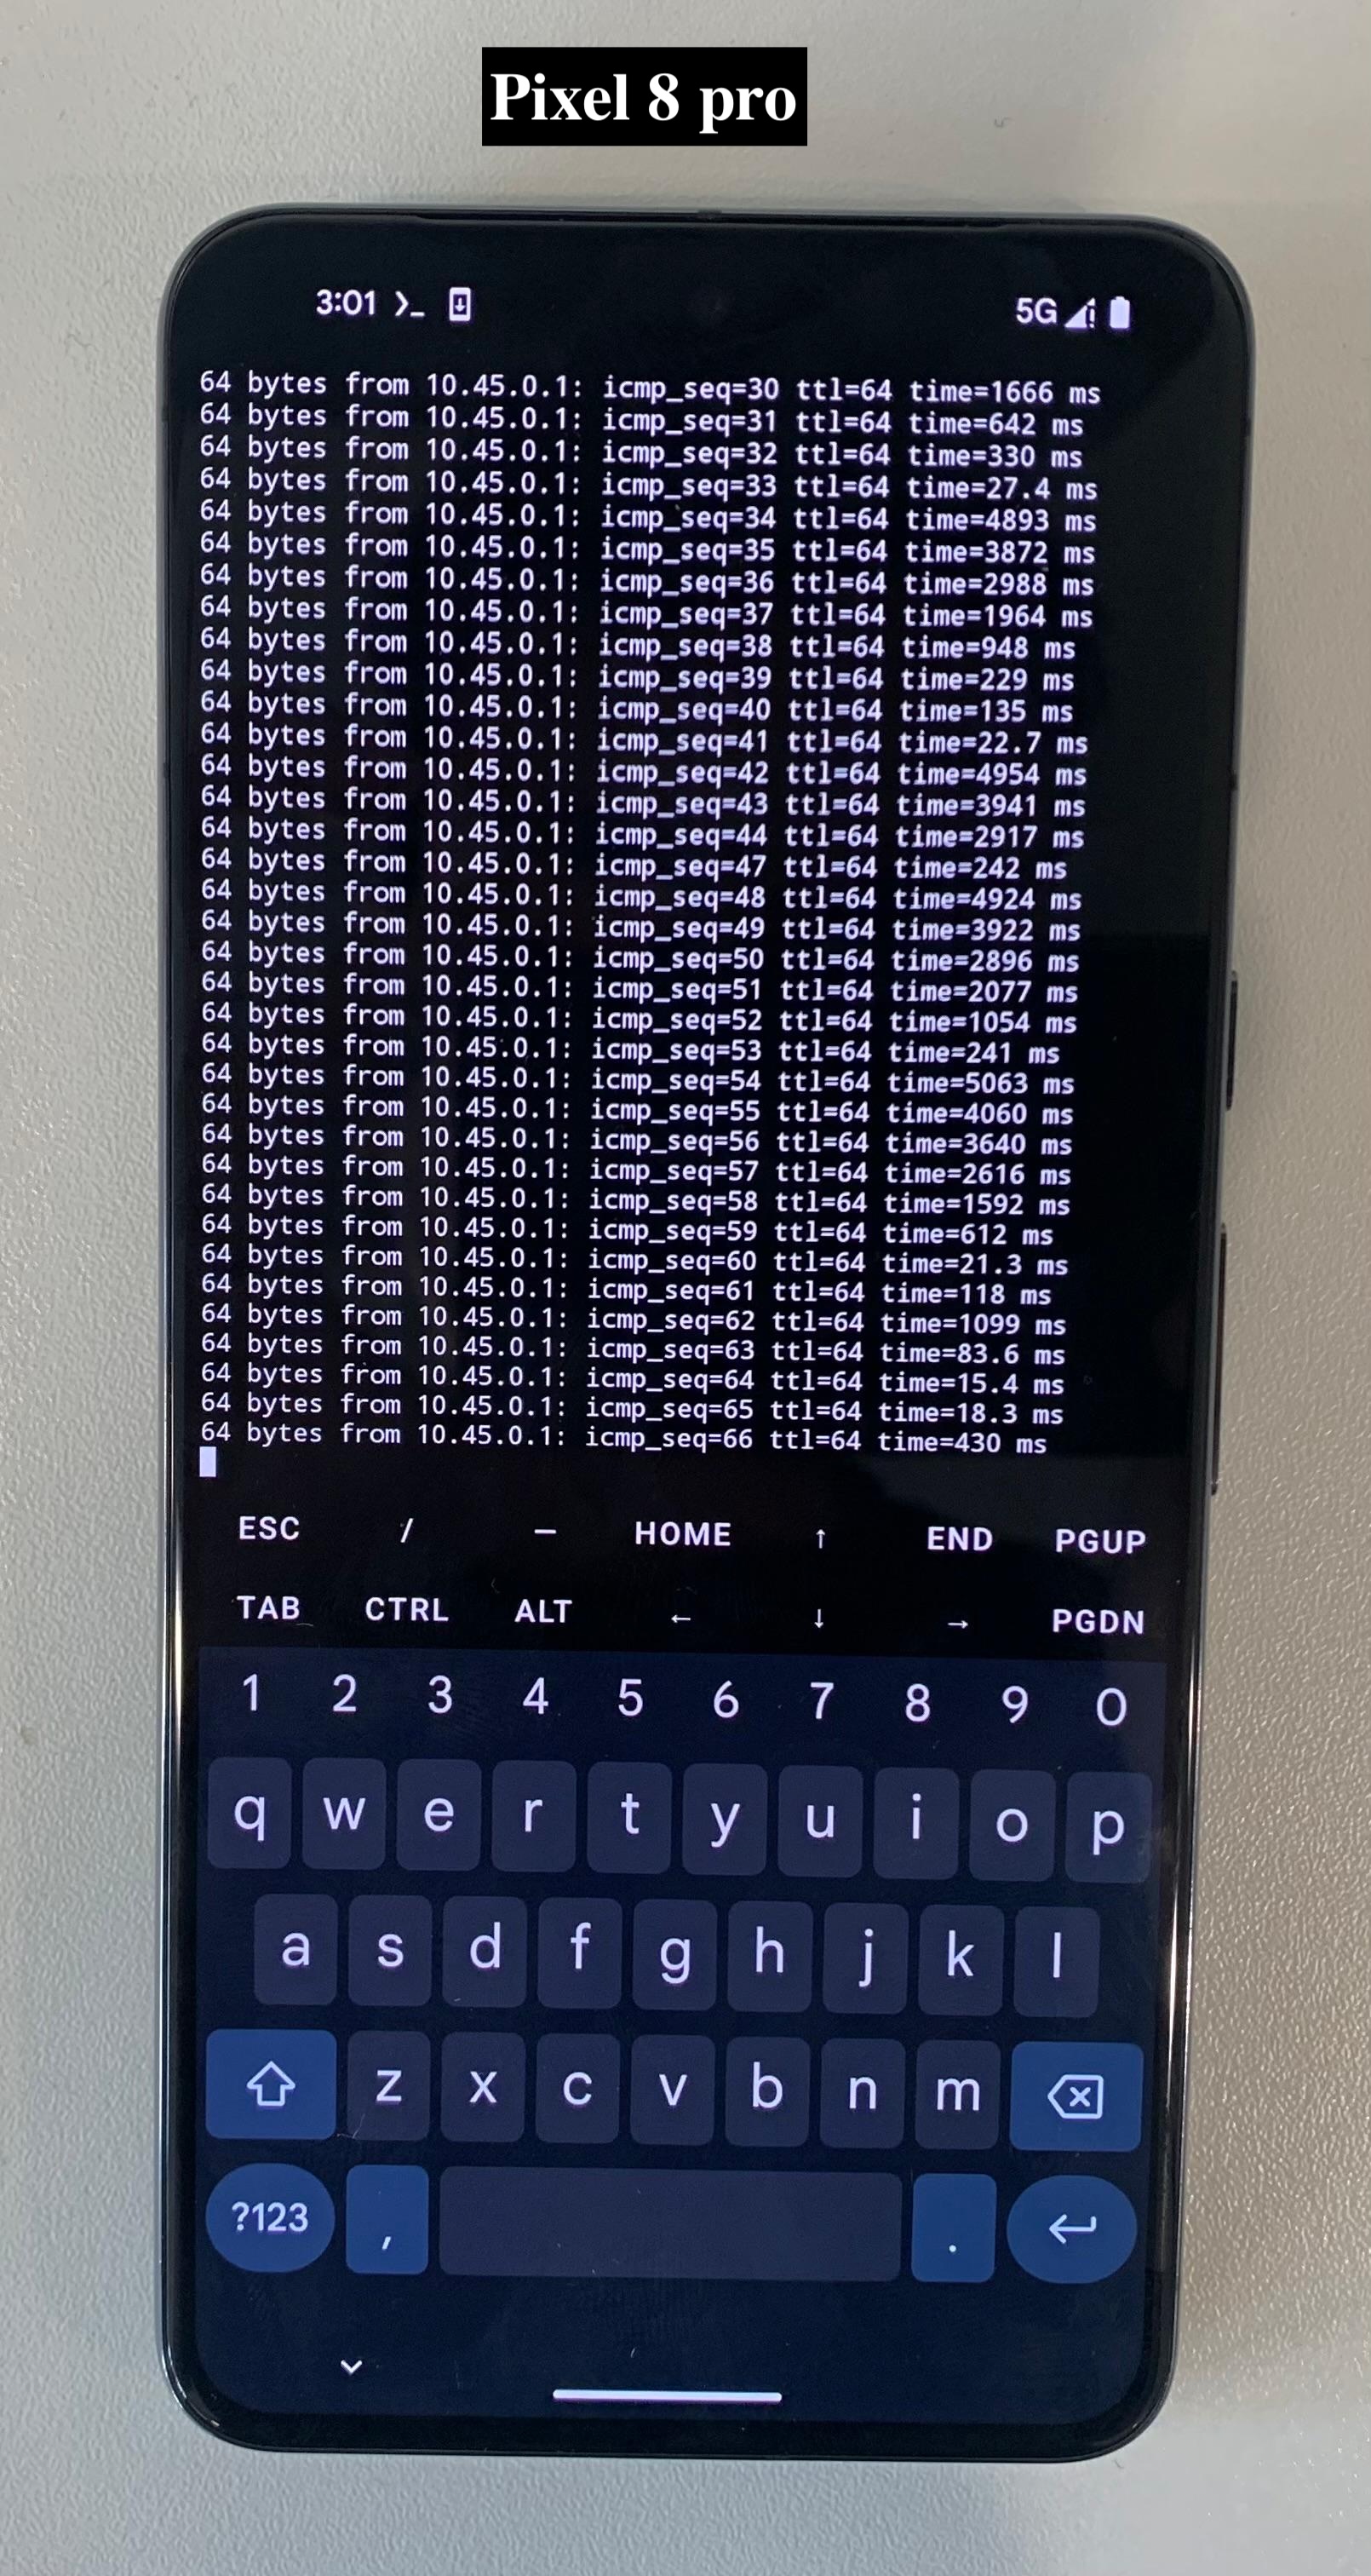 Pixel 8 pro
3:01 5G
64 bytes from 10.45.0.1: icmp_seq=30 ttl=64 time=1666 ms
64 bytes from 10.45.0.1: icmp_seq=31 ttl=64 time=642 ms
64 bytes from 10.45.0.1: icmp_seq=32 ttl=64 time=330 ms
64 bytes from 10.45.0.1: icmp_seq=33 ttl=64 time=27.4 ms
64 bytes from 10.45.0.1: icmp_seq=34 ttl=64 time=4893 ms
64 bytes from 10.45.0.1: icmp_seq=35 ttl=64 time=3872 ms
64 bytes from 10.45.0.1: icmp_seq=36 ttl=64 time=2988 ms
64 bytes from 10.45.0.1: icmp_seq=37 ttl=64 time=1964 ms
64 bytes from 10.45.0.1: icmp_seq=38 ttl=64 time=948 ms
64 bytes from 10.45.0.1: icmp_seq=39 ttl=64 time=229 ms
64 bytes from 10.45.0.1: icmp_seq=40 ttl=64 time=135 ms
64 bytes from 10.45.0.1: icmp_seq=41 ttl=64 time=22.7 ms
64 bytes from 10.45.0.1: icmp_seq=42 ttl=64 time=4954 ms
64 bytes from 10.45.0.1: icmp_seq=43 ttl=64 time=3941 ms
64 bytes from 10.45.0.1: icmp_seq=44 ttl=64 time=2917 ms
64 bytes from 10.45.0.1: icmp_seq=47 ttl=64 time=242 ms
64 bytes from 10.45.0.1: icmp_seq=48 ttl=64 time=4924 ms
64 bytes from 10.45.0.1: icmp_seq=49 ttl=64 time=3922 ms
64 bytes from 10.45.0.1: icmp_seq=50 ttl=64 time=2896 ms
64 bytes from 10.45.0.1: icmp_seq=51 ttl=64 time=2077 ms
64 bytes from 10.45.0.1: icmp_seq=52 ttl=64 time=1054 ms
64 bytes from 10.45.0.1: icmp_seq=53 ttl=64 time=241 ms
64 bytes from 10.45.0.1: icmp_seq=54 ttl=64 time=5063 ms
64 bytes from 10.45.0.1: icmp_seq=55 ttl=64 time=4060 ms
64 bytes from 10.45.0.1: icmp_seq=56 ttl=64 time=3640 ms
64 bytes from 10.45.0.1: icmp_seq=57 ttl=64 time=2616 ms
64 bytes from 10.45.0.1: icmp_seq=58 ttl=64 time=1592 ms
64 bytes from 10.45.0.1: icmp_seq=59 ttl=64 time=612 ms
64 bytes from 10.45.0.1: icmp_seq=60 ttl=64 time=21.3 ms
64 bytes from 10.45.0.1: icmp_seq=61 ttl=64 time=118 ms
64 bytes from 10.45.0.1: icmp_seq=62 ttl=64 time=1099 ms
64 bytes from 10.45.0.1: icmp_seq=63 ttl=64 time=83.6 ms
64 bytes from 10.45.0.1: icmp_seq=64 ttl=64 time=15.4 ms
64 bytes from 10.45.0.1: icmp_seq=65 ttl=64 time=18.3 ms
64 bytes from 10.45.0.1: icmp_seq=66 ttl=64 time=430 ms
ESC / — HOME ↑ END PGUP
TAB CTRL ALT ← ↓ → PGDN
1 2 3 4 5 6 7 8 9 0
q w e r t y u i o p
a s d f g h j k l
z x c v b n m
?123 , .